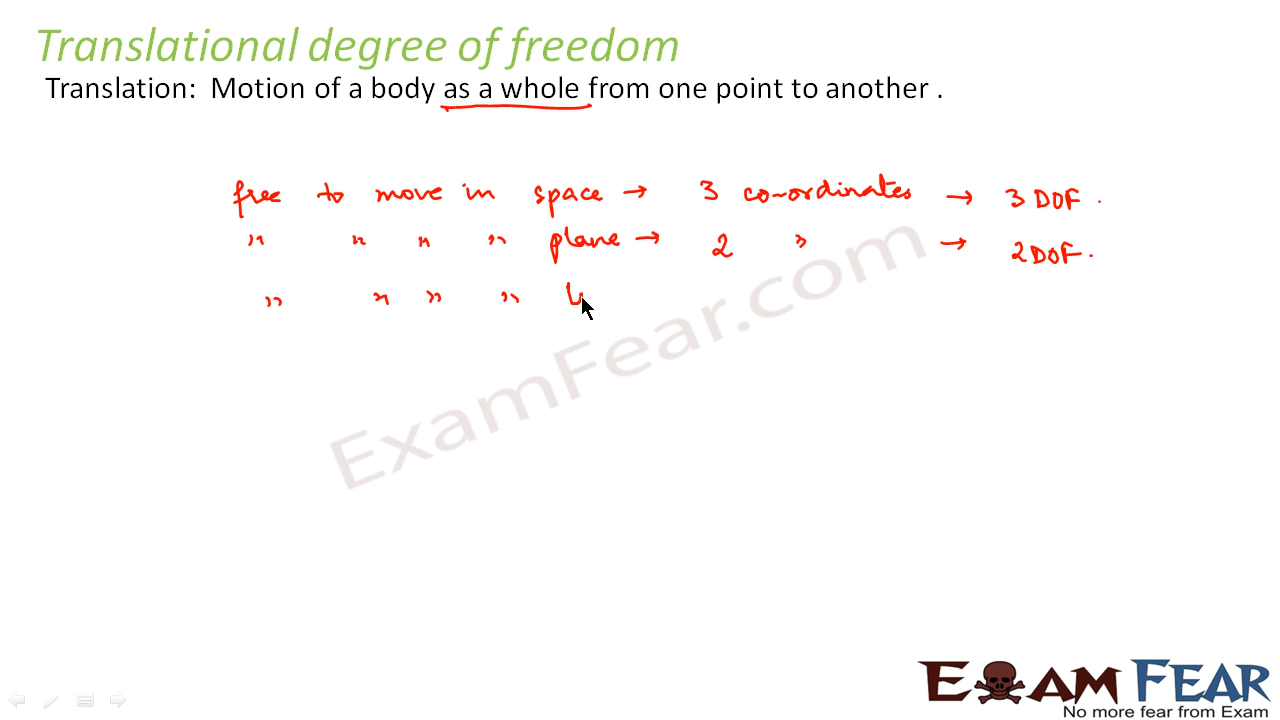 Translational degree of freedom
Translation: Motion of a body as a whole from one point to another .
free to move in space → 3 co-ordinates → 3 DOF .
" " " " plane → 2 " → 2 DOF .
" " " "
ExamFear.com
EXAM FEAR
No more fear from Exam